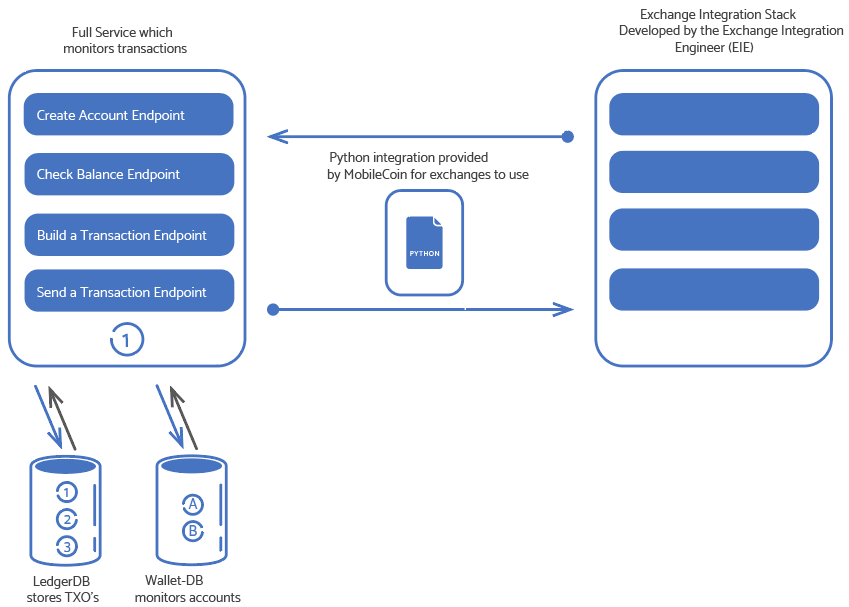 Full Service which
monitors transactions
Create Account Endpoint
Check Balance Endpoint
Build a Transaction Endpoint
Send a Transaction Endpoint
1
Python integration provided
by MobileCoin for exchanges to use
PYTHON
Exchange Integration Stack
Developed by the Exchange Integration
Engineer (EIE)
1
2
3
LedgerDB
stores TXO's
A
B
Wallet-DB
monitors accounts